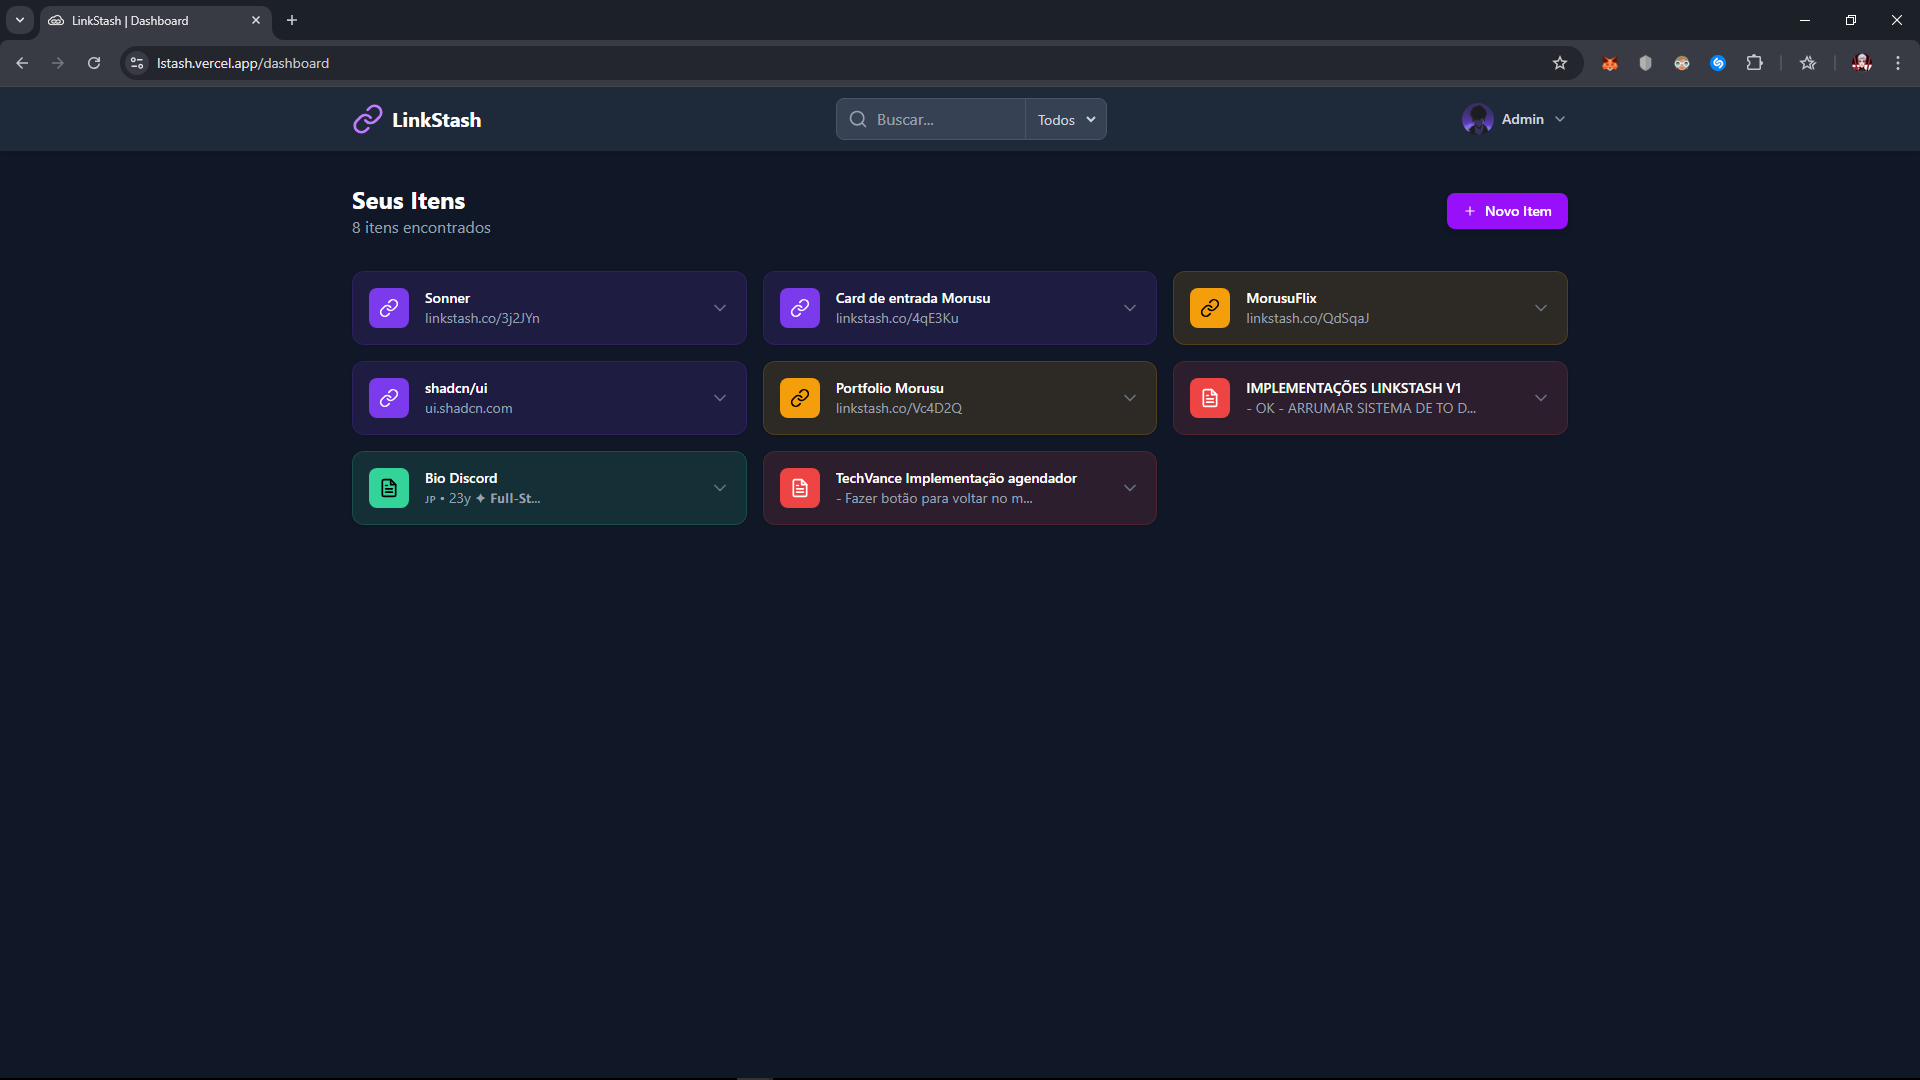 LinkStash | Dashboard
lstash.vercel.app/dashboard
LinkStash
Buscar...
Todos
Admin
Seus Itens
8 itens encontrados
+ Novo Item
Sonner
linkstash.co/3j2JYn
Card de entrada Morusu
linkstash.co/4qE3Ku
MorusuFlix
linkstash.co/QdSqaJ
shadcn/ui
ui.shadcn.com
Portfolio Morusu
linkstash.co/Vc4D2Q
IMPLEMENTAÇÕES LINKSTASH V1
- OK - ARRUMAR SISTEMA DE TO D...
Bio Discord
ᴊᴘ • 23y ✦ Full-St...
TechVance Implementação agendador
- Fazer botão para voltar no m...